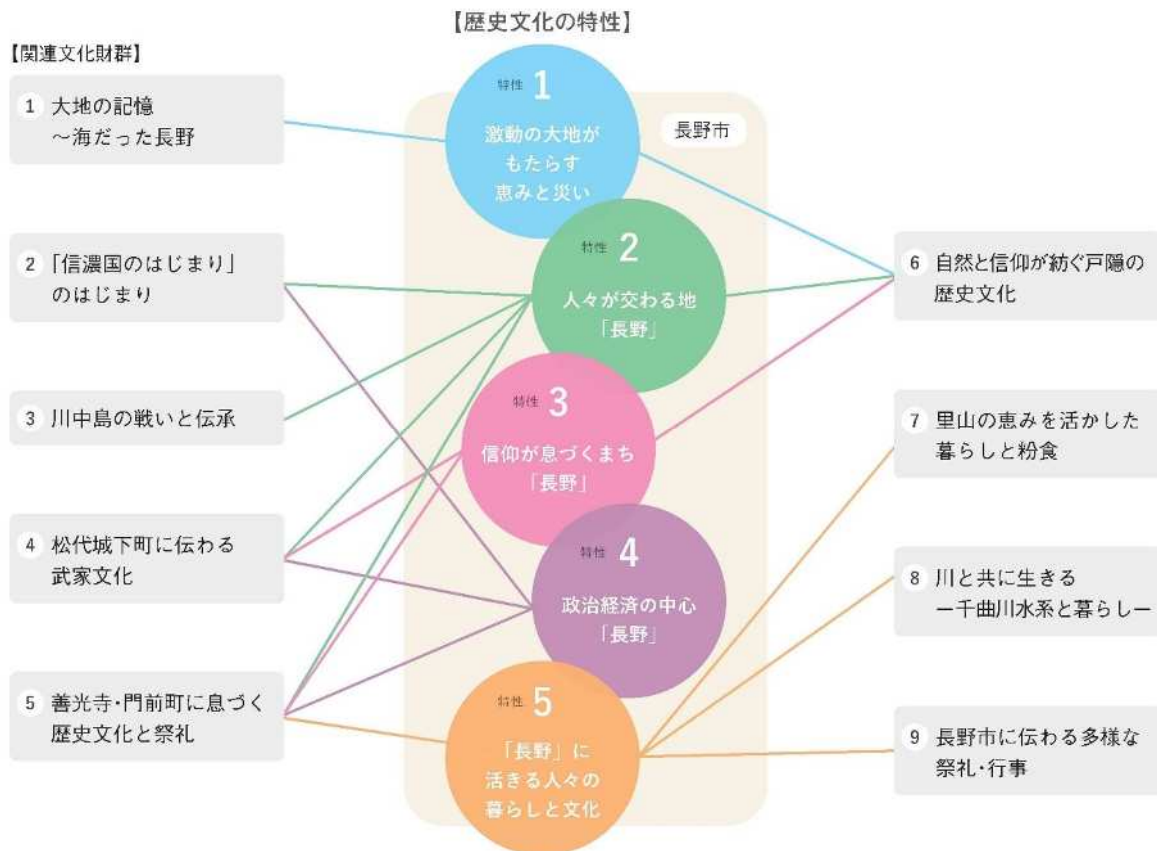 【歴史文化の特性】
【関連文化財群】
1 大地の記憶
〜海だった長野
2 「信濃国のはじまり」
のはじまり
3 川中島の戦いと伝承
4 松代城下町に伝わる
武家文化
5 善光寺・門前町に息づく
歴史文化と祭礼
長野市
特性 1
激動の大地が
もたらす
恵みと災い
特性 2
人々が交わる地
「長野」
特性 3
信仰が息づくまち
「長野」
特性 4
政治経済の中心
「長野」
特性 5
「長野」に
活きる人々の
暮らしと文化
6 自然と信仰が紡ぐ戸隠の
歴史文化
7 里山の恵みを活かした
暮らしと粉食
8 川と共に生きる
ー千曲川水系と暮らしー
9 長野市に伝わる多様な
祭礼・行事